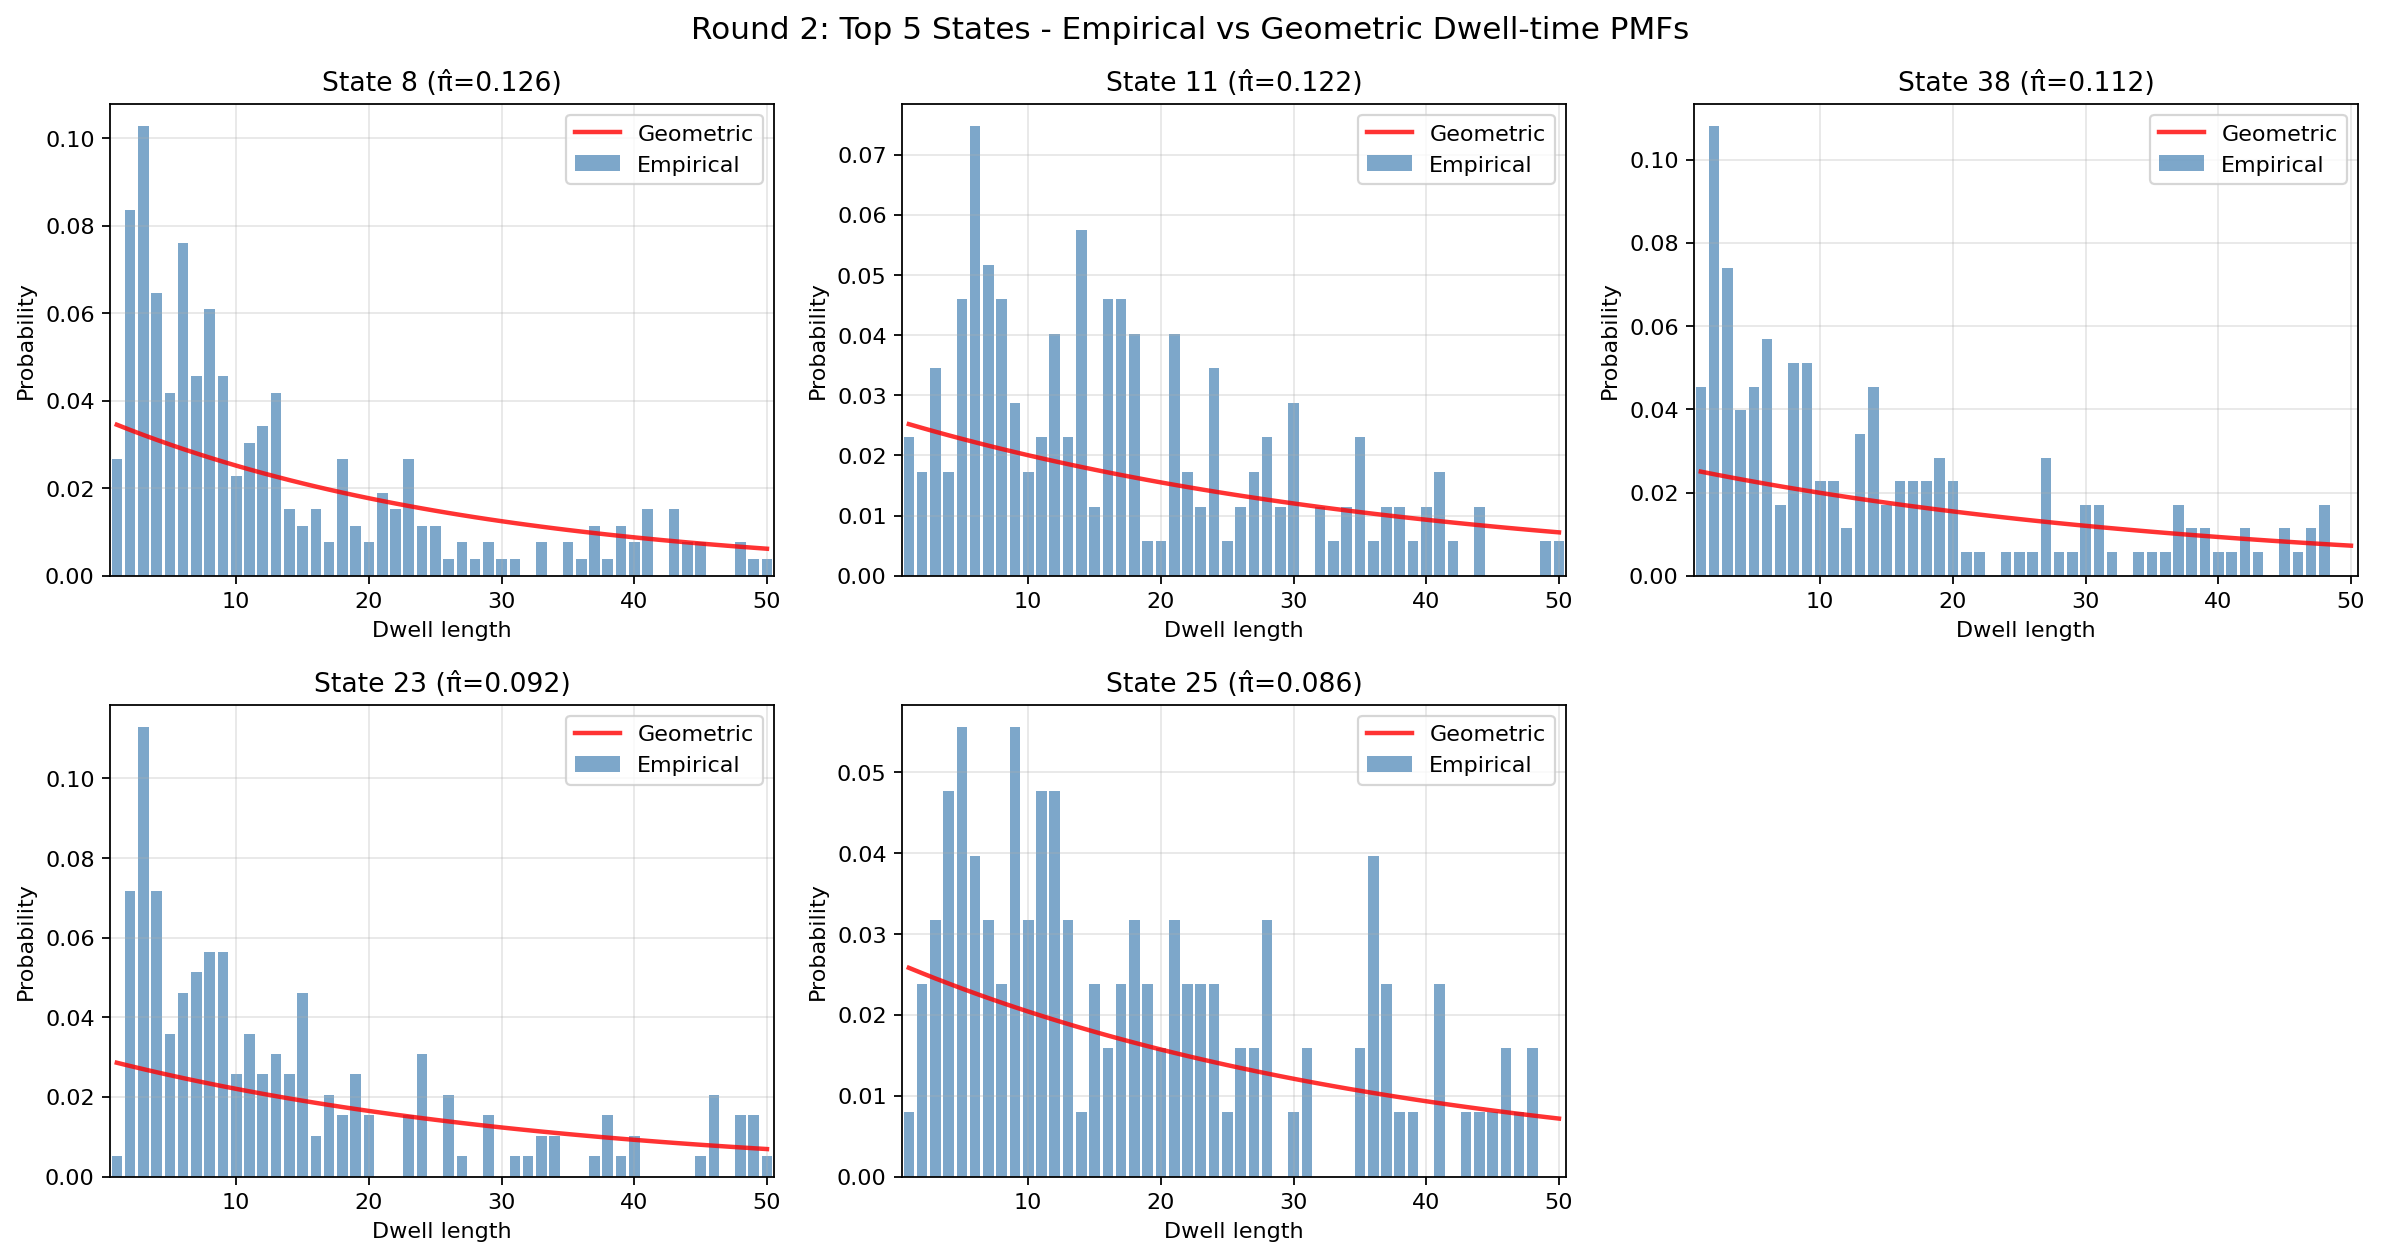 Round 2: Top 5 States - Empirical vs Geometric Dwell-time PMFs
State 8 (π̂=0.126)
Geometric
Empirical
Probability
0.10
0.08
0.06
0.04
0.02
0.00
10 20 30 40 50
Dwell length
State 11 (π̂=0.122)
Geometric
Empirical
Probability
0.07
0.06
0.05
0.04
0.03
0.02
0.01
0.00
10 20 30 40 50
Dwell length
State 38 (π̂=0.112)
Geometric
Empirical
Probability
0.10
0.08
0.06
0.04
0.02
0.00
10 20 30 40 50
Dwell length
State 23 (π̂=0.092)
Geometric
Empirical
Probability
0.10
0.08
0.06
0.04
0.02
0.00
10 20 30 40 50
Dwell length
State 25 (π̂=0.086)
Geometric
Empirical
Probability
0.05
0.04
0.03
0.02
0.01
0.00
10 20 30 40 50
Dwell length